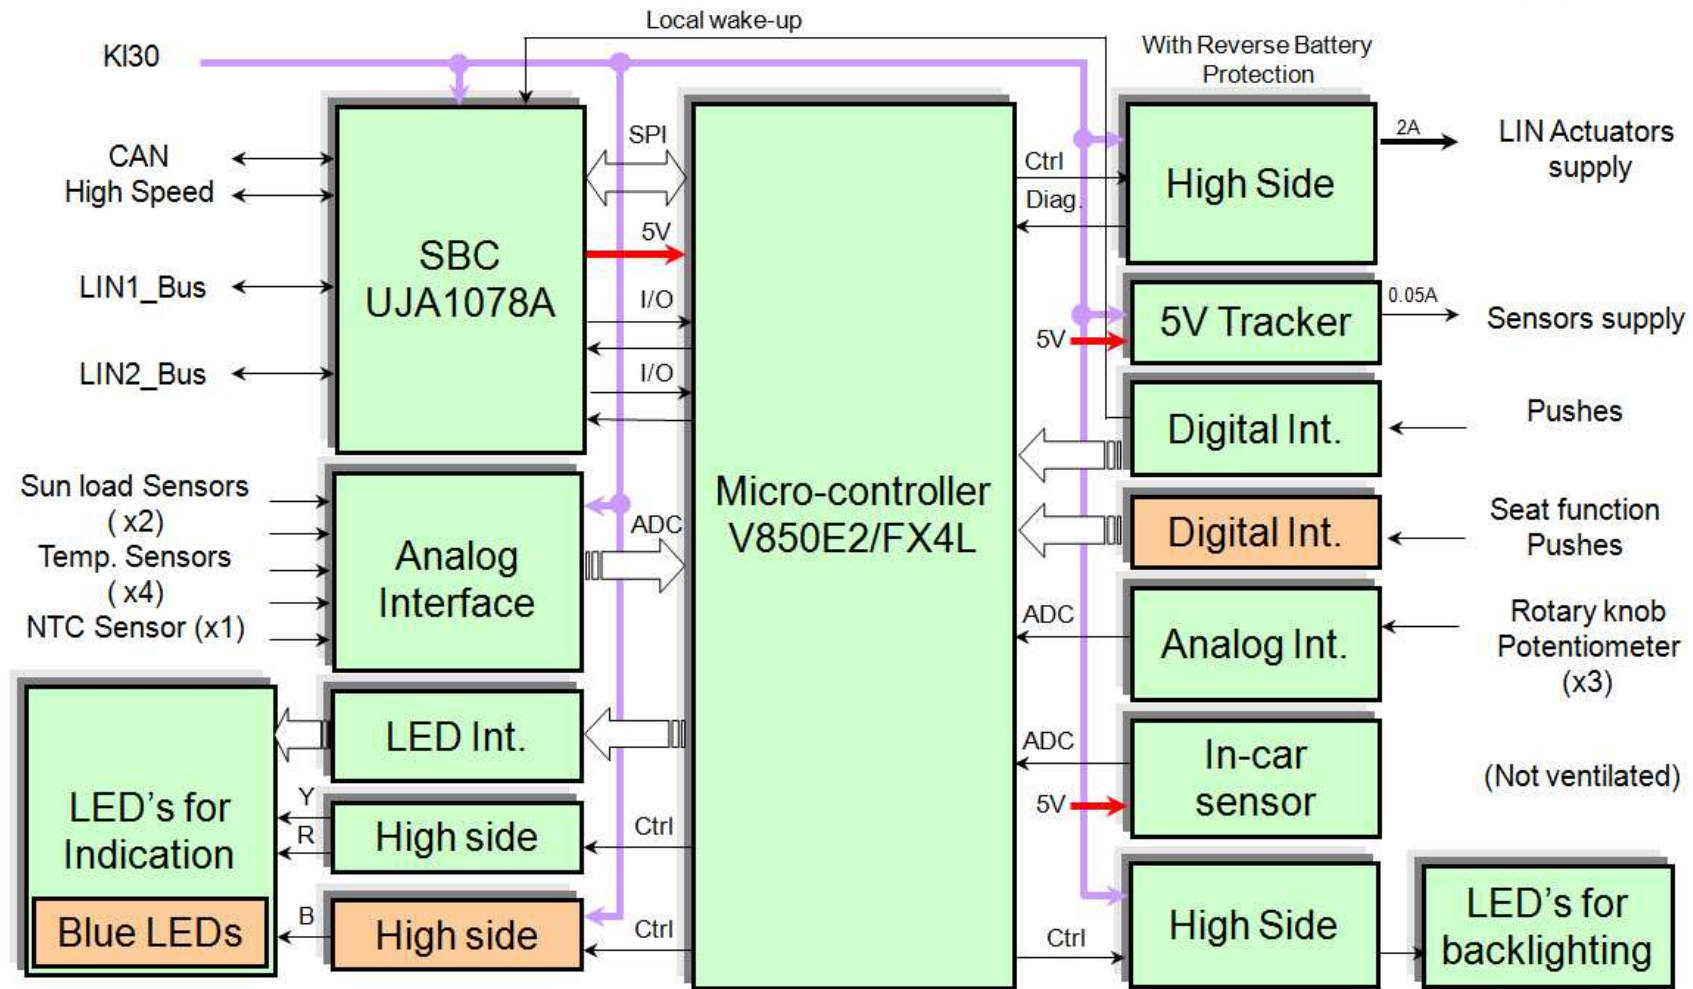 Local wake-up
Kl30
With Reverse Battery
Protection
CAN
High Speed
LIN1_Bus
LIN2_Bus
SBC
UJA1078A
SPI
5V
I/O
I/O
Micro-controller
V850E2/FX4L
Ctrl
Diag.
High Side
2A
LIN Actuators
supply
5V
5V Tracker
0.05A
Sensors supply
Digital Int.
Pushes
Digital Int.
Seat function
Pushes
Sun load Sensors
( x2)
Temp. Sensors
( x4)
NTC Sensor (x1)
Analog
Interface
ADC
ADC
Analog Int.
Rotary knob
Potentiometer
(x3)
LED Int.
ADC
5V
In-car
sensor
(Not ventilated)
LED's for
Indication
Y
R
High side
Ctrl
Blue LEDs
B
High side
Ctrl
Ctrl
High Side
LED's for
backlighting